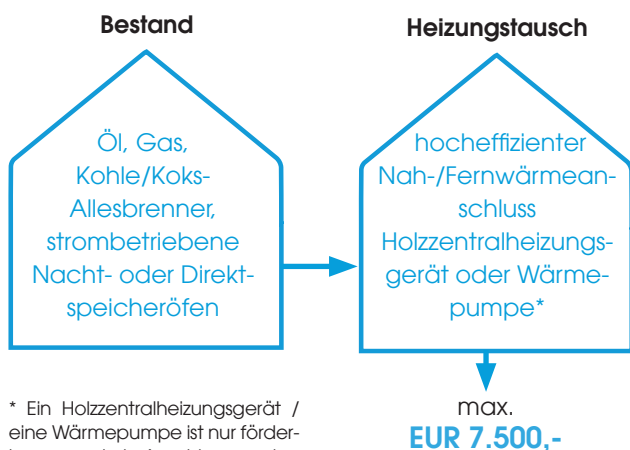 Bestand
Öl, Gas,
Kohle/Koks-
Allesbrenner,
strombetriebene
Nacht- oder Direkt-
speicheröfen
Heizungstausch
hocheffizienter
Nah-/Fernwärmean-
schluss
Holzzentralheizungs-
gerät oder Wärme-
pumpe*
max.
EUR 7.500,-
* Ein Holzzentralheizungsgerät /
eine Wärmepumpe ist nur förder-